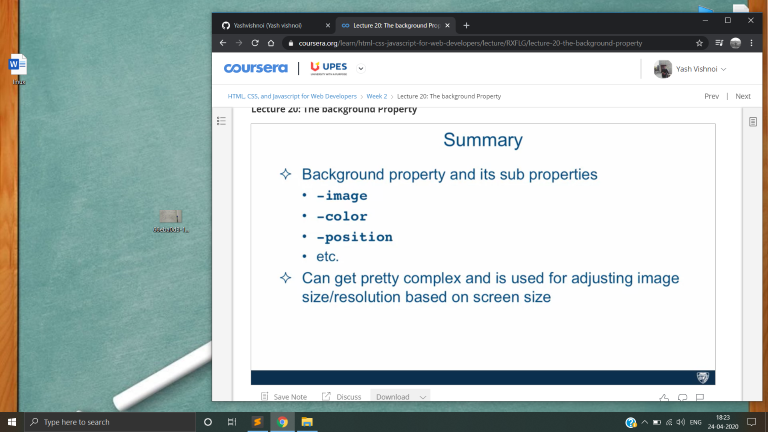 Yashvishnoi (Yash vishnoi)
Lecture 20: The background Prop
coursera.org/learn/html-css-javascript-for-web-developers/lecture/RXFLG/lecture-20-the-background-property
coursera
UPES
Yash Vishnoi
HTML, CSS, and Javascript for Web Developers > Week 2 > Lecture 20: The background Property
Prev | Next
Lecture 20: The background Property
Summary
Background property and its sub properties
• -image
• -color
• -position
• etc.
Can get pretty complex and is used for adjusting image
size/resolution based on screen size
Save Note
Discuss
Download
Type here to search
ENG
18:23
24-04-2020